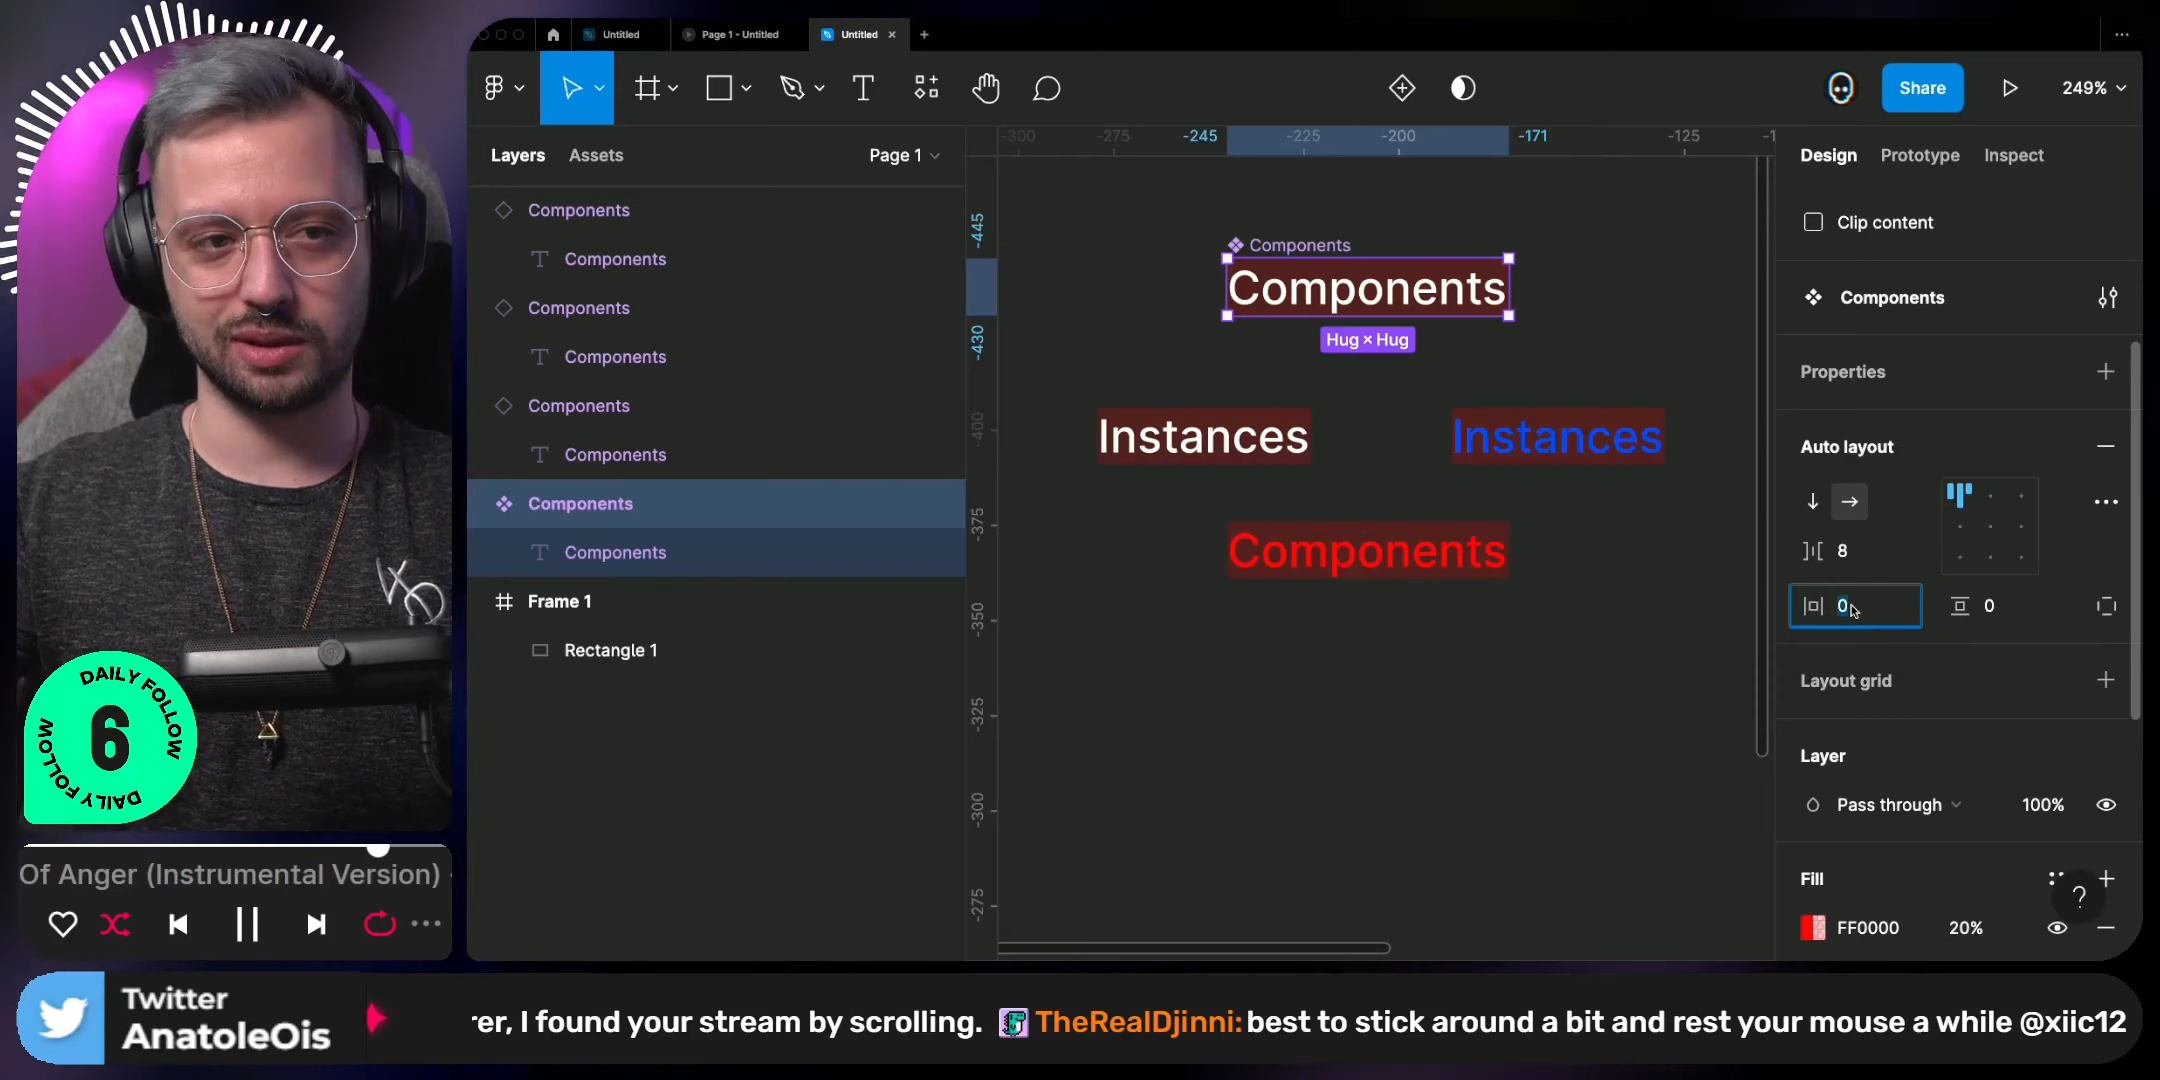 Untitled
Page 1 - Untitled
Untitled
Share
249%
Layers
Assets
Page 1
-300
-275
-245
-225
-200
-171
-125
-1
Design
Prototype
Inspect
Components
Components
Components
Components
Components
Components
Components
Components
Frame 1
Rectangle 1
-445
-430
-400
-375
-350
-325
-300
-275
Components
Components
Hug × Hug
Instances
Instances
Components
Clip content
Components
Properties
Auto layout
8
0
0
Layout grid
Layer
Pass through
100%
Fill
?
FF0000
20%
DAILY FOLLOW
6
DAILY FOLLOW
Of Anger (Instrumental Version)
Twitter
AnatoleOis
rer, I found your stream by scrolling.
TheRealDjinni: best to stick around a bit and rest your mouse a while @xiic12